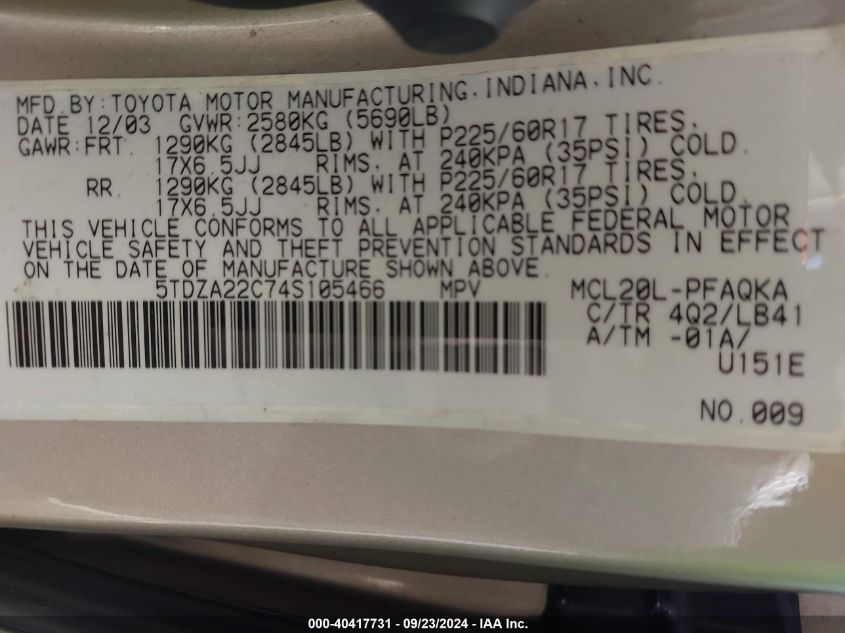 MFD.BY:TOYOTA MOTOR MANUFACTURING.INDIANA.INC.
DATE 12/03 GVWR:2580KG (5690LB)
GAWR:FRT. 1290KG (2845LB) WITH P225/60R17 TIRES.
17X6.5JJ RIMS. AT 240KPA (35PSI) COLD.
RR. 1290KG (2845LB) WITH P225/60R17 TIRES.
17X6.5JJ RIMS. AT 240KPA (35PSI) COLD.
THIS VEHICLE CONFORMS TO ALL APPLICABLE FEDERAL MOTOR
VEHICLE SAFETY AND THEFT PREVENTION STANDARDS IN EFFECT
ON THE DATE OF MANUFACTURE SHOWN ABOVE.
5TDZA22C74S105466 MPV MCL20L-PFAQKA
C/TR 4Q2/LB41
A/TM -01A/
U151E
NO.009
000-40417731 - 09/23/2024 - IAA Inc.